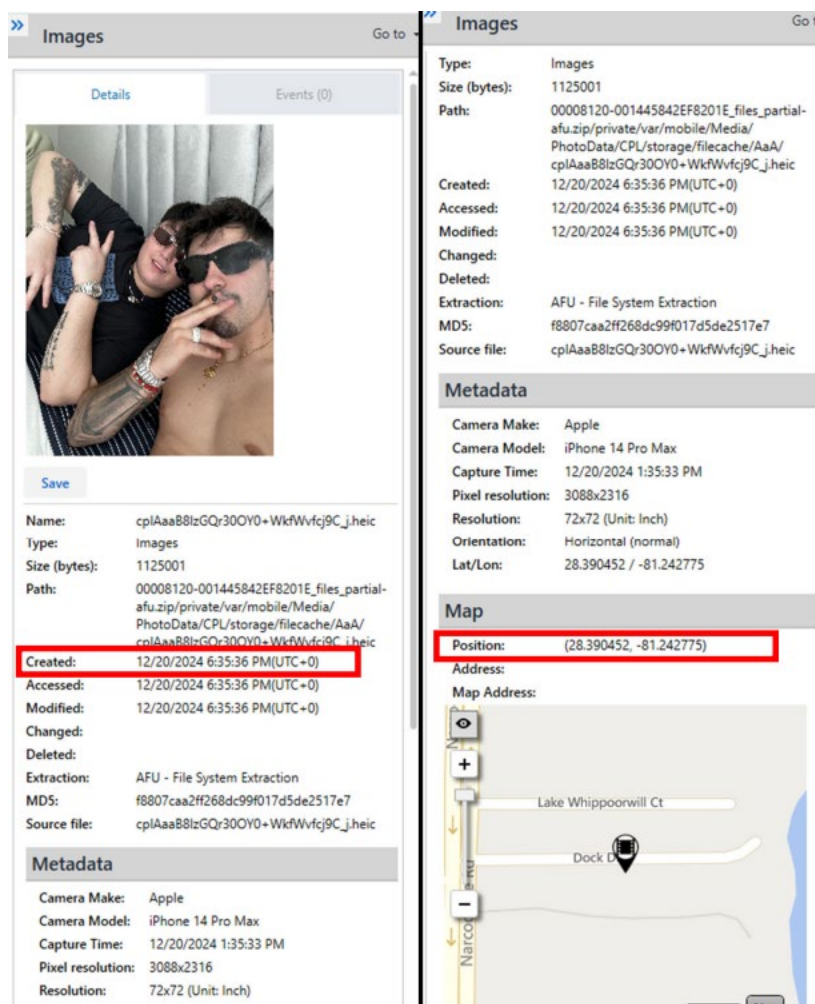 Images
Go to
Details
Events (0)
Save
Name: cplAaaB8IzGQr30OY0+WkfWvfcj9C_j.heic
Type: Images
Size (bytes): 1125001
Path: 00008120-001445842EF8201E_files_partial-
afu.zip/private/var/mobile/Media/
PhotoData/CPL/storage/filecache/AaA/
cplAaaB8IzGQr30OY0+WkfWvfcj9C_j.heic
Created: 12/20/2024 6:35:36 PM(UTC+0)
Accessed: 12/20/2024 6:35:36 PM(UTC+0)
Modified: 12/20/2024 6:35:36 PM(UTC+0)
Changed:
Deleted:
Extraction: AFU - File System Extraction
MD5: f8807caa2ff268dc99f017d5de2517e7
Source file: cplAaaB8IzGQr30OY0+WkfWvfcj9C_j.heic
Metadata
Camera Make: Apple
Camera Model: iPhone 14 Pro Max
Capture Time: 12/20/2024 1:35:33 PM
Pixel resolution: 3088x2316
Resolution: 72x72 (Unit: Inch)
Images
Go
Type: Images
Size (bytes): 1125001
Path: 00008120-001445842EF8201E_files_partial-
afu.zip/private/var/mobile/Media/
PhotoData/CPL/storage/filecache/AaA/
cplAaaB8IzGQr30OY0+WkfWvfcj9C_j.heic
Created: 12/20/2024 6:35:36 PM(UTC+0)
Accessed: 12/20/2024 6:35:36 PM(UTC+0)
Modified: 12/20/2024 6:35:36 PM(UTC+0)
Changed:
Deleted:
Extraction: AFU - File System Extraction
MD5: f8807caa2ff268dc99f017d5de2517e7
Source file: cplAaaB8IzGQr30OY0+WkfWvfcj9C_j.heic
Metadata
Camera Make: Apple
Camera Model: iPhone 14 Pro Max
Capture Time: 12/20/2024 1:35:33 PM
Pixel resolution: 3088x2316
Resolution: 72x72 (Unit: Inch)
Orientation: Horizontal (normal)
Lat/Lon: 28.390452 / -81.242775
Map
Position: (28.390452, -81.242775)
Address:
Map Address:
Lake Whippoorwill Ct
Dock D